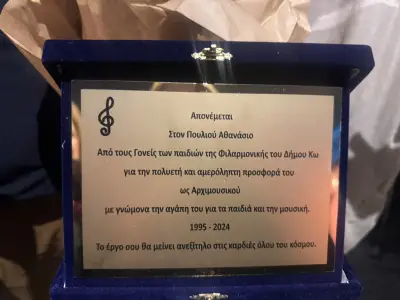 Απονέμεται
Στον Πουλιού Αθανάσιο
Από τους Γονείς των παιδιών της Φιλαρμονικής του Δήμου Κω
για την πολυετή και αμερόληπτη προσφορά του
ως Αρχιμουσικού
με γνώμονα την αγάπη του για τα παιδιά και την μουσική.
1995 - 2024
Το έργο σου θα μείνει ανεξίτηλο στις καρδιές όλου του κόσμου.